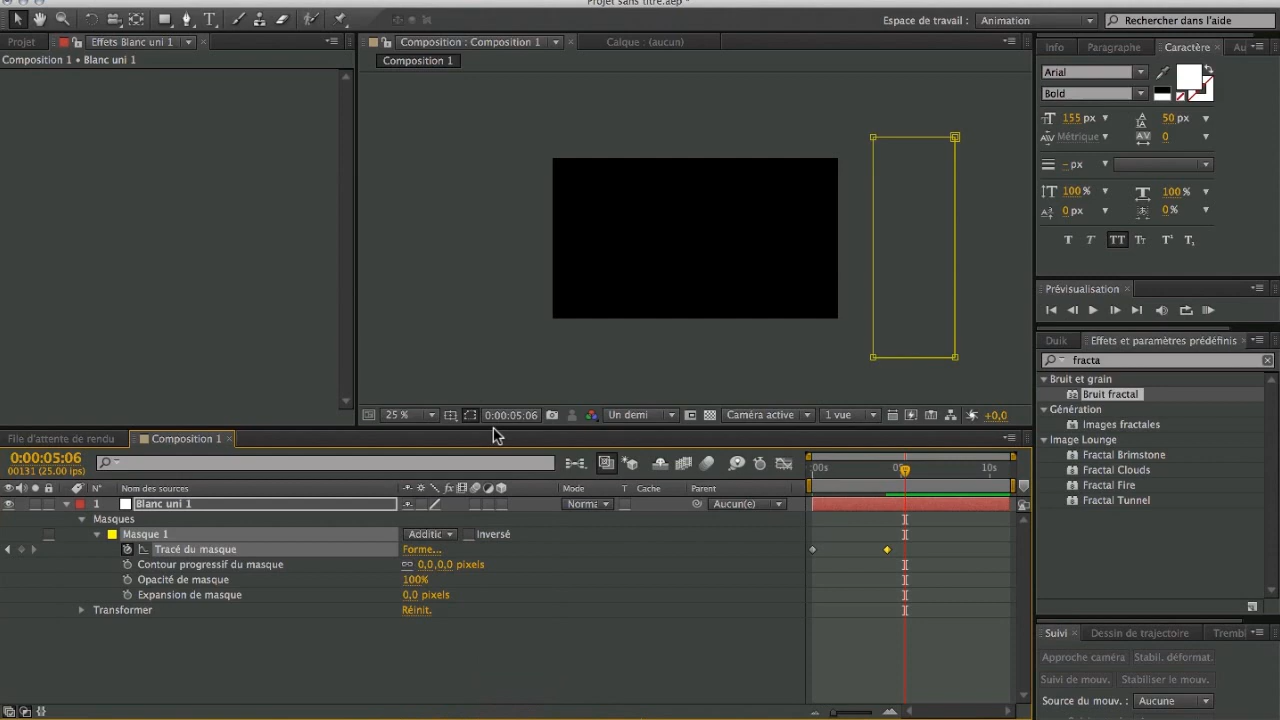 Projet sans titre.aep *
Espace de travail : Animation
Rechercher dans l'aide
Projet
Effets Blanc uni 1
Composition 1 • Blanc uni 1
Composition : Composition 1
Calque : (aucun)
Composition 1
Info
Paragraphe
Caractère
Au
Arial
Bold
155 px
50 px
Métrique
0
- px
100 %
100 %
0 px
0 %
T T TT Tт T¹ T₁
Prévisualisation
Duik
Effets et paramètres prédéfinis
fracta
Bruit et grain
Bruit fractal
Génération
Images fractales
Image Lounge
Fractal Brimstone
Fractal Clouds
Fractal Fire
Fractal Tunnel
25 %
0:00:05:06
Un demi
Caméra active
1 vue
+0,0
File d'attente de rendu
Composition 1
0:00:05:06
00131 (25.00 ips)
:00s
05s
10s
N° Nom des sources
Mode T Cache Parent
1 Blanc uni 1
Norma
Aucun(e)
Masques
Masque 1
Additio
Inversé
Tracé du masque
Forme...
Contour progressif du masque
0,0,0,0 pixels
Opacité de masque
100%
Expansion de masque
0,0 pixels
Transformer
Réinit.
Suivi
Dessin de trajectoire
Trembl
Approche caméra
Stabil. déformat.
Suivi de mouv.
Stabiliser le mouv.
Source du mouv. :
Aucune